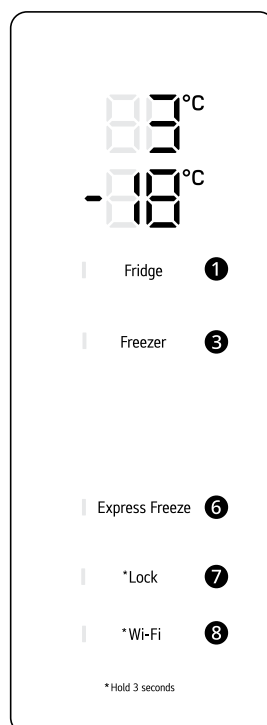 3°C
-18°C
Fridge 1
Freezer 3
Express Freeze 6
*Lock 7
*Wi-Fi 8
*Hold 3 seconds